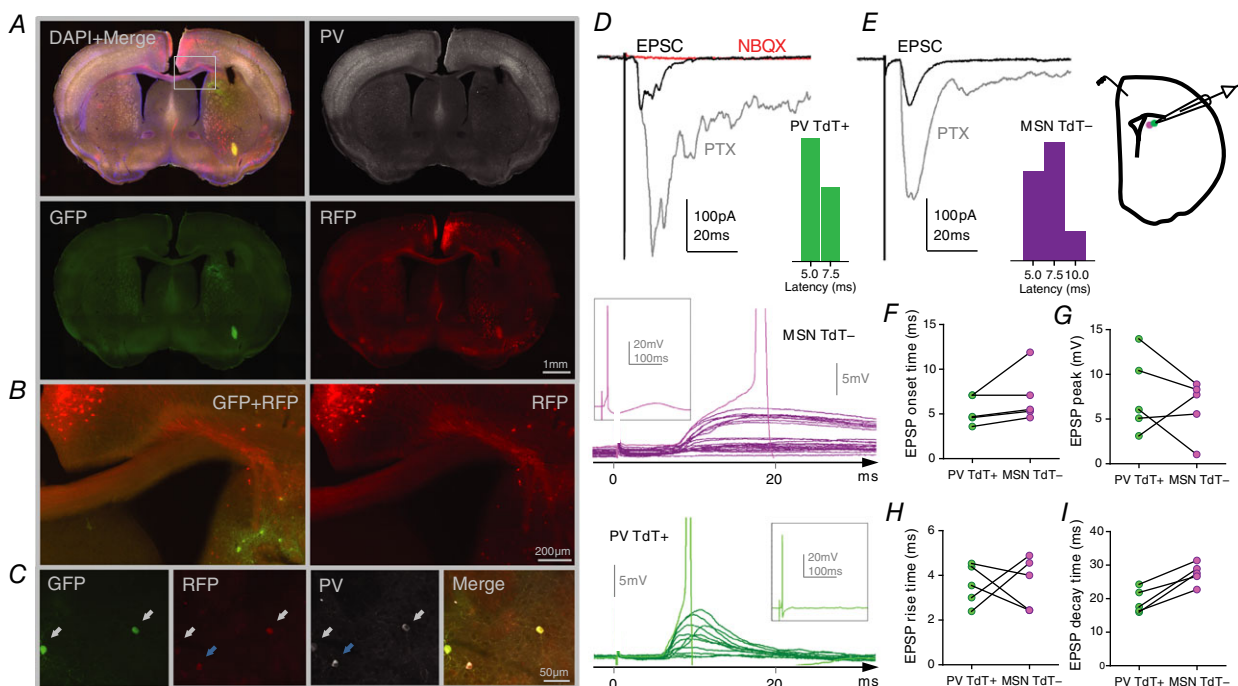 A
DAPI+Merge
PV
GFP
RFP
1mm
B
GFP+RFP
RFP
200µm
C
GFP
RFP
PV
Merge
50µm
D
EPSC
NBQX
PTX
100pA
20ms
PV TdT+
5.0 7.5
Latency (ms)
E
EPSC
PTX
100pA
20ms
MSN TdT−
5.0 7.5 10.0
Latency (ms)
20mV
100ms
MSN TdT−
5mV
0
20
ms
PV TdT+
5mV
20mV
100ms
0
20
ms
F
EPSP onset time (ms)
15
10
5
0
PV TdT+ MSN TdT−
G
EPSP peak (mV)
15
10
5
0
PV TdT+ MSN TdT−
H
EPSP rise time (ms)
6
4
2
0
PV TdT+ MSN TdT−
I
EPSP decay time (ms)
30
20
10
0
PV TdT+ MSN TdT−